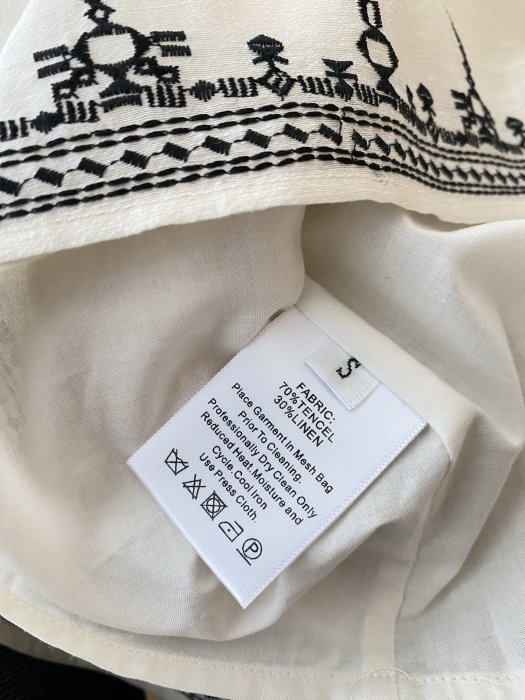 S
FABRIC:
70%TENCEL
30%LINEN
Place Garment In Mesh Bag
Prior To Cleaning.
Professionally Dry Clean Only
Reduced Heat, Moisture and
Cycle. Cool Iron
Use Press Cloth.
P